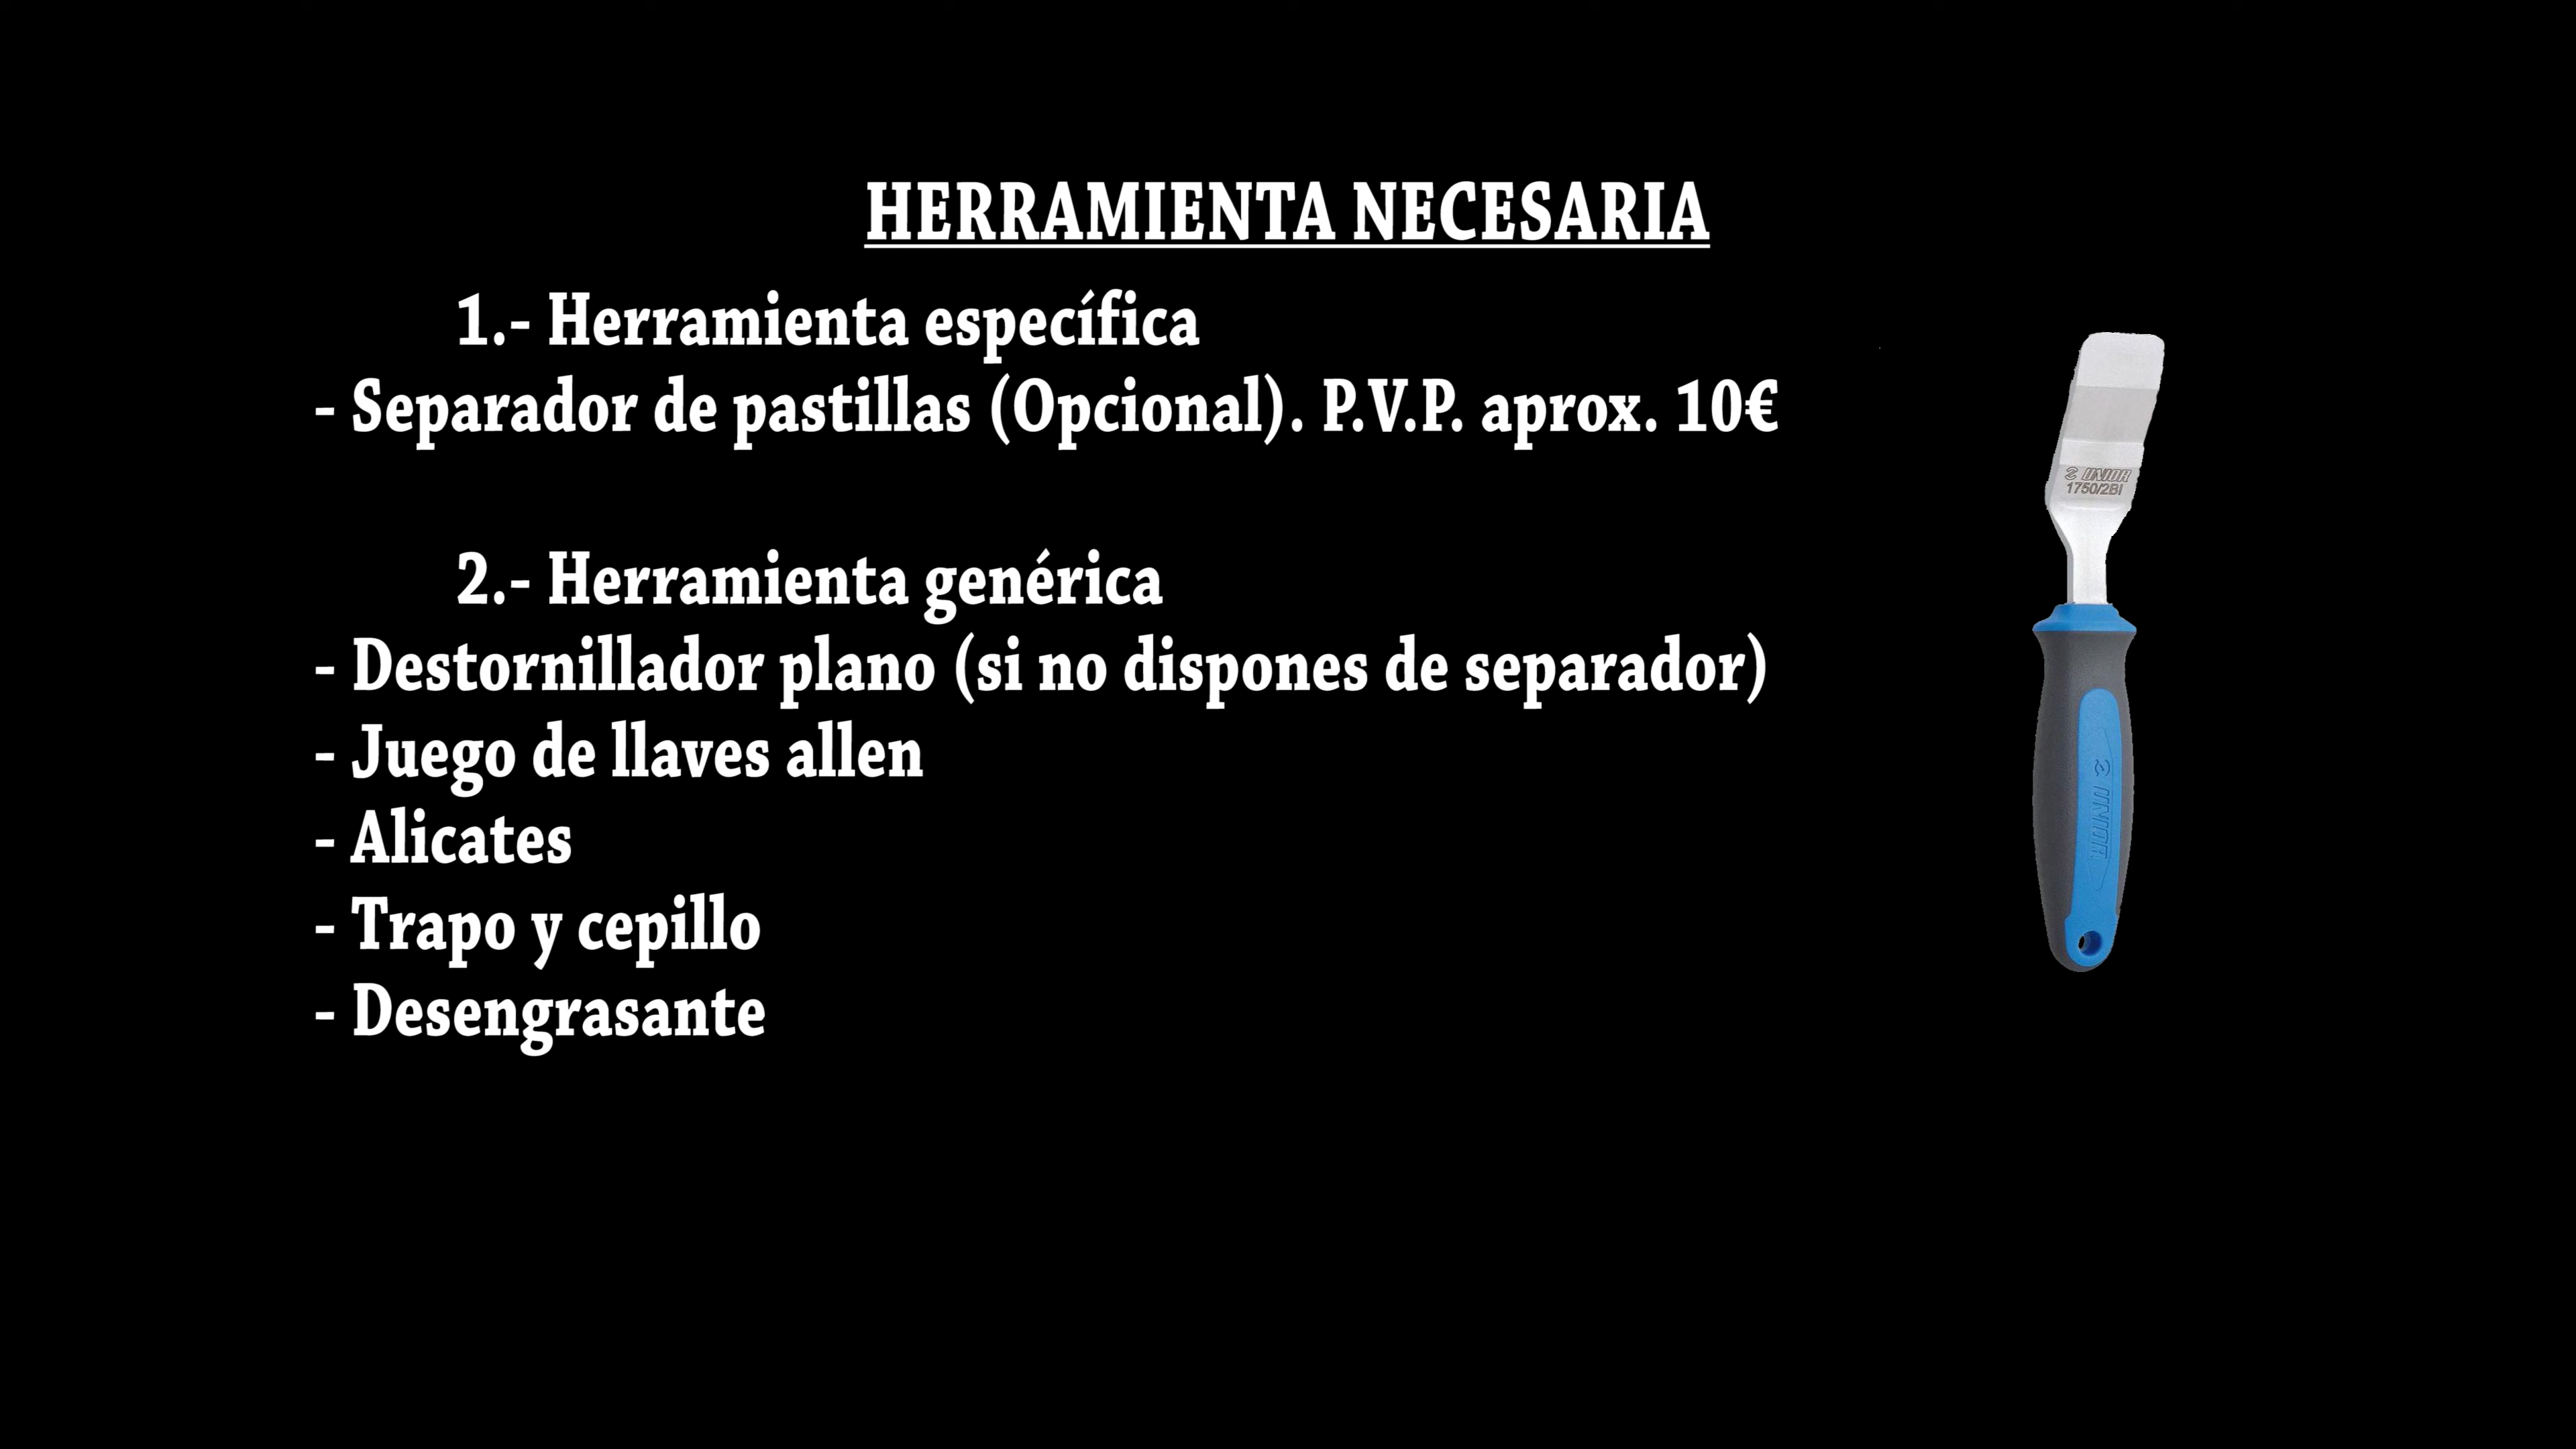 HERRAMIENTA NECESARIA
1.- Herramienta específica
- Separador de pastillas (Opcional). P.V.P. aprox. 10€
UNIOR
1750/2BI
2.- Herramienta genérica
- Destornillador plano (si no dispones de separador)
- Juego de llaves allen
UNIOR
- Alicates
- Trapo y cepillo
- Desengrasante